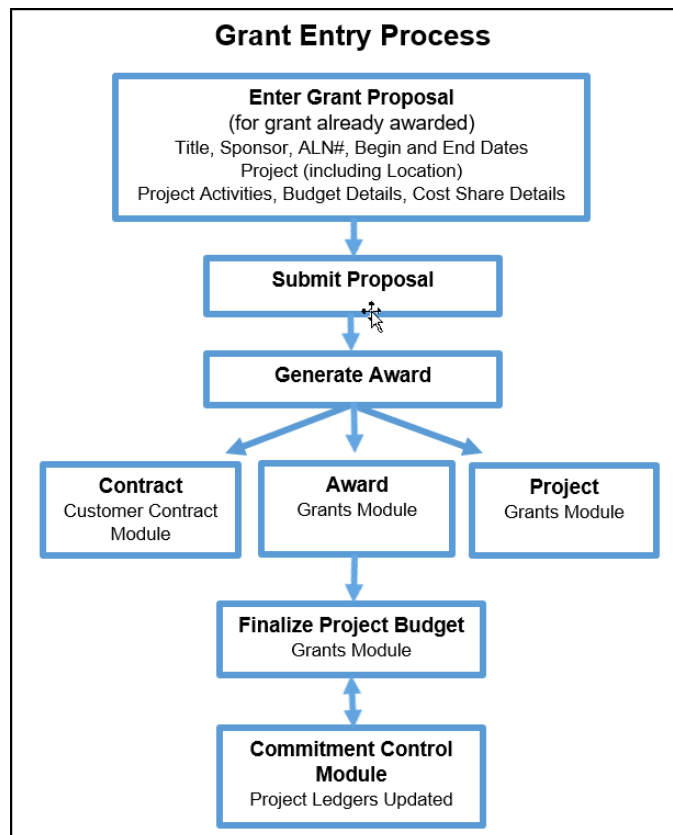 Grant Entry Process
Enter Grant Proposal
(for grant already awarded)
Title, Sponsor, ALN#, Begin and End Dates
Project (including Location)
Project Activities, Budget Details, Cost Share Details
Submit Proposal
Generate Award
Contract
Customer Contract
Module
Award
Grants Module
Project
Grants Module
Finalize Project Budget
Grants Module
Commitment Control
Module
Project Ledgers Updated